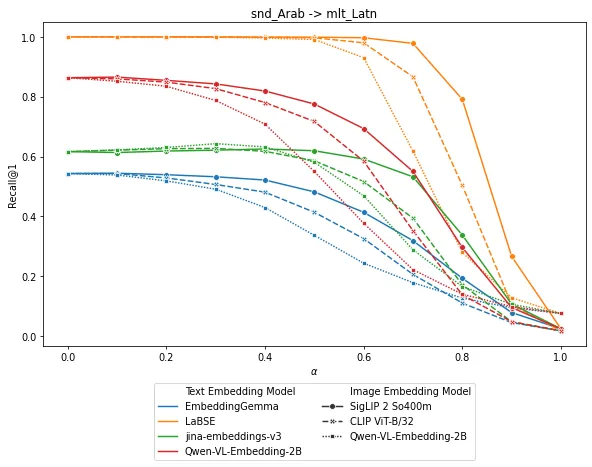 snd_Arab -> mlt_Latn
Recall@1
1.0
0.8
0.6
0.4
0.2
0.0
0.0 0.2 0.4 0.6 0.8 1.0
α
Text Embedding Model Image Embedding Model
EmbeddingGemma SigLIP 2 So400m
LaBSE CLIP ViT-B/32
jina-embeddings-v3 Qwen-VL-Embedding-2B
Qwen-VL-Embedding-2B